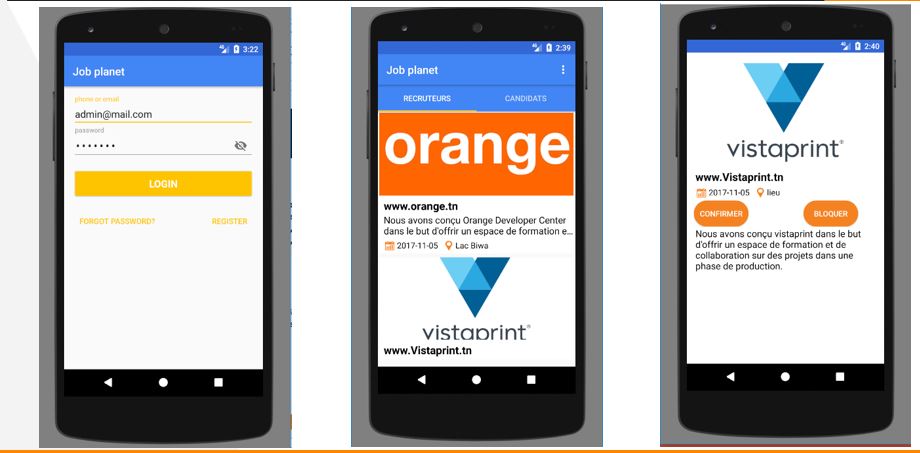 3:22
Job planet
phone or email
admin@mail.com
password
•••••••
LOGIN
FORGOT PASSWORD? REGISTER
2:39
Job planet
RECRUTEURS CANDIDATS
orange
www.orange.tn
Nous avons conçu Orange Developer Center
dans le but d'offrir un espace de formation e...
2017-11-05 Lac Biwa
vistaprint
www.Vistaprint.tn
2:40
vistaprint
www.Vistaprint.tn
2017-11-05 lieu
CONFIRMER BLOQUER
Nous avons conçu vistaprint dans le but
d'offrir un espace de formation et de
collaboration sur des projets dans une
phase de production.